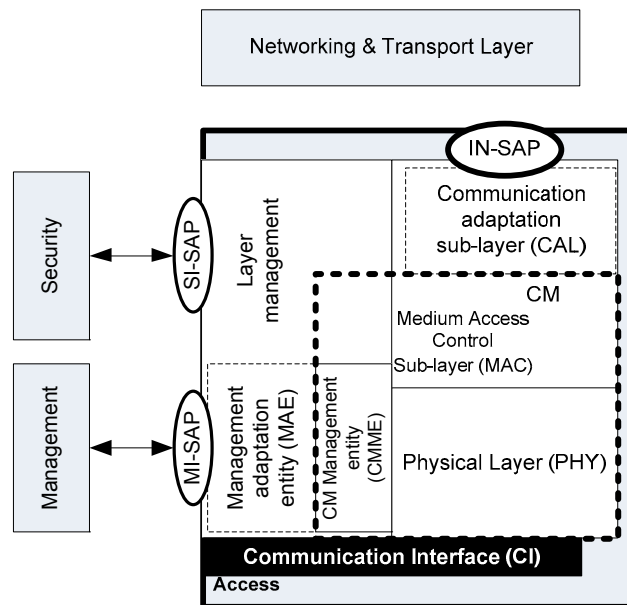 Networking & Transport Layer
IN-SAP
Communication
adaptation
sub-layer (CAL)
Security
SI-SAP
Layer
management
CM
Medium Access
Control
Sub-layer (MAC)
Management
MI-SAP
Management
adaptation
entity (MAE)
CM Management
entity
(CMME)
Physical Layer (PHY)
Communication Interface (CI)
Access